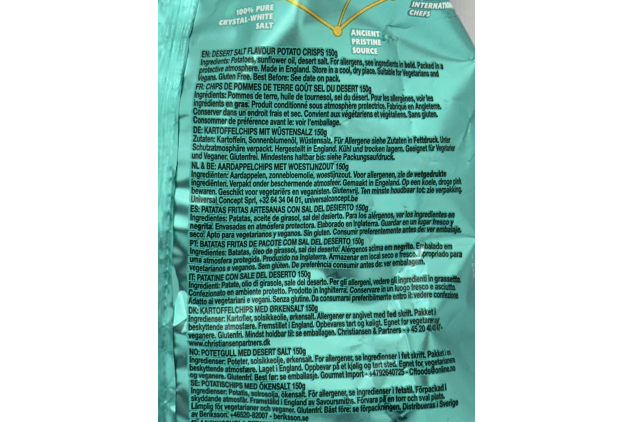 100% PURE
CRYSTAL-WHITE
SALT
INTERNATIONAL
CHEFS
ANCIENT
PRISTINE
SOURCE
EN: DESERT SALT FLAVOUR POTATO CRISPS 150g
Ingredients: Potatoes, sunflower oil, desert salt. For allergens, see ingredients in bold. Packed in a
protective atmosphere. Made in England. Store in a cool, dry place. Suitable for Vegetarians and
Vegans. Gluten Free. Best Before: See date on pack.
FR: CHIPS DE POMMES DE TERRE GOÛT SEL DU DESERT 150g
Ingrédients: Pommes de terre, huile de tournesol, sel du désert. Pour les allergènes, voir les
ingrédients en gras. Produit conditionné sous atmosphère protectrice. Fabriqué en Angleterre.
Conserver dans un endroit frais et sec. Convient aux végétariens et végétaliens. Sans gluten.
Consommer de préférence avant le: voir l'emballage.
DE: KARTOFFELCHIPS MIT WÜSTENSALZ 150g
Zutaten: Kartoffeln, Sonnenblumenöl, Wüstensalz. Für Allergene siehe Zutaten in Fettdruck. Unter
Schutzatmosphäre verpackt. Hergestellt in England. Kühl und trocken lagern. Geeignet für Vegetarier
und Veganer. Glutenfrei. Mindestens haltbar bis: siehe Packungsaufdruck.
NL & BE: AARDAPPELCHIPS MET WOESTIJNZOUT 150g
Ingrediënten: Aardappelen, zonnebloemolie, woestijnzout. Voor allergenen, zie de vetgedrukte
ingrediënten. Verpakt onder beschermende atmosfeer. Gemaakt in Engeland. Op een koele, droge plek
bewaren. Geschikt voor vegetariërs en veganisten. Glutenvrij. Ten minste houdbaar tot: zie verpakking.
Universal Concept Sprl, +32 64 34 04 01, universalconcept.be
ES: PATATAS FRITAS ARTESANAS CON SAL DEL DESIERTO 150g
Ingredientes: Patatas, aceite de girasol, sal del desierto. Para los alérgenos, ver los ingredientes en
negrita. Envasadas en atmósfera protectora. Elaborado en Inglaterra. Guardar en un lugar fresco y
seco. Apto para vegetarianos y veganos. Sin gluten. Consumir preferentemente antes de: ver embalaje.
PT: BATATAS FRITAS DE PACOTE COM SAL DO DESERTO 150g
Ingredientes: Batatas, óleo de girassol, sal do deserto. Alérgenos acima em negrito. Embalado em
uma atmosfera protegida. Produzido na Inglaterra. Armazenar em local seco e fresco. propriado para
vegetarianos e veganos. Sem glúten. De preferência consumir antes de: ver embalagem.
IT: PATATINE CON SALE DEL DESERTO 150g
Ingredienti: Patate, olio di girasole, sale del deserto. Per gli allergeni, vedere gli ingredienti in grassetto.
Confezionato en ambiente protetto. Prodotto in Inghilterra. Conservare in un luogo fresco e asciutto.
Adatto ai vegetariani e vegani. Senza glutine. Da consumarsi preferibilmente entro il: vedere confezione
DK: KARTOFFELCHIPS MED ØRKENSALT 150g
Ingredienser: Kartofler, solsikkeolie, ørkensalt. Allergener er angivet med fed skrift. Pakket i
beskyttende atmosfære. Fremstillet i England. Opbevares tørt og køligt. Egnet for vegetarer
veganere. Glutenfri. Mindst holdbar til: se emballage. Christiansen & Partners - + 45 20
www.christiansenpartners.dk
NO: POTETGULL MED DESERT SALT 150g
Ingredienser: Poteter, solsikkeolje, ørkensalt. For allergener, se ingredienser i fet skrift. Pakket i
beskyttende atmosfære. Laget i England. Oppbevar på et kjølig og tørt sted. Egnet for vegetarianere
og veganere. Glutenfri. Best før: se emballasje. Gourmet Import - +4792640725 - Cffoods@online.no
SE: POTATISCHIPS MED ÖKENSALT 150g
Ingredienser: Potatis, solrosolja, ökensalt. För allergener, se ingredienser i fetstil. Förpackad i
skyddande atmosfär. Framställd i England av Savoursmiths. Förvara på en torr och sval plats.
Lämplig för vegetarianer och veganer. Glutenfri. Bäst före: se förpackningen. Distribueras i Sverige
av Beriksson. +46520-82007 - beriksson.se